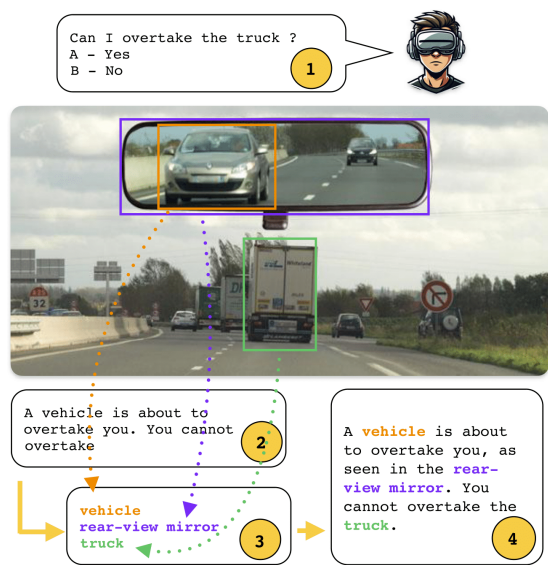 Can I overtake the truck ?
A – Yes
B – No
1
32
A vehicle is about to
overtake you. You cannot
overtake
2
vehicle
rear-view mirror
truck
3
A vehicle is about
to overtake you, as
seen in the rear-
view mirror. You
cannot overtake the
truck.
4